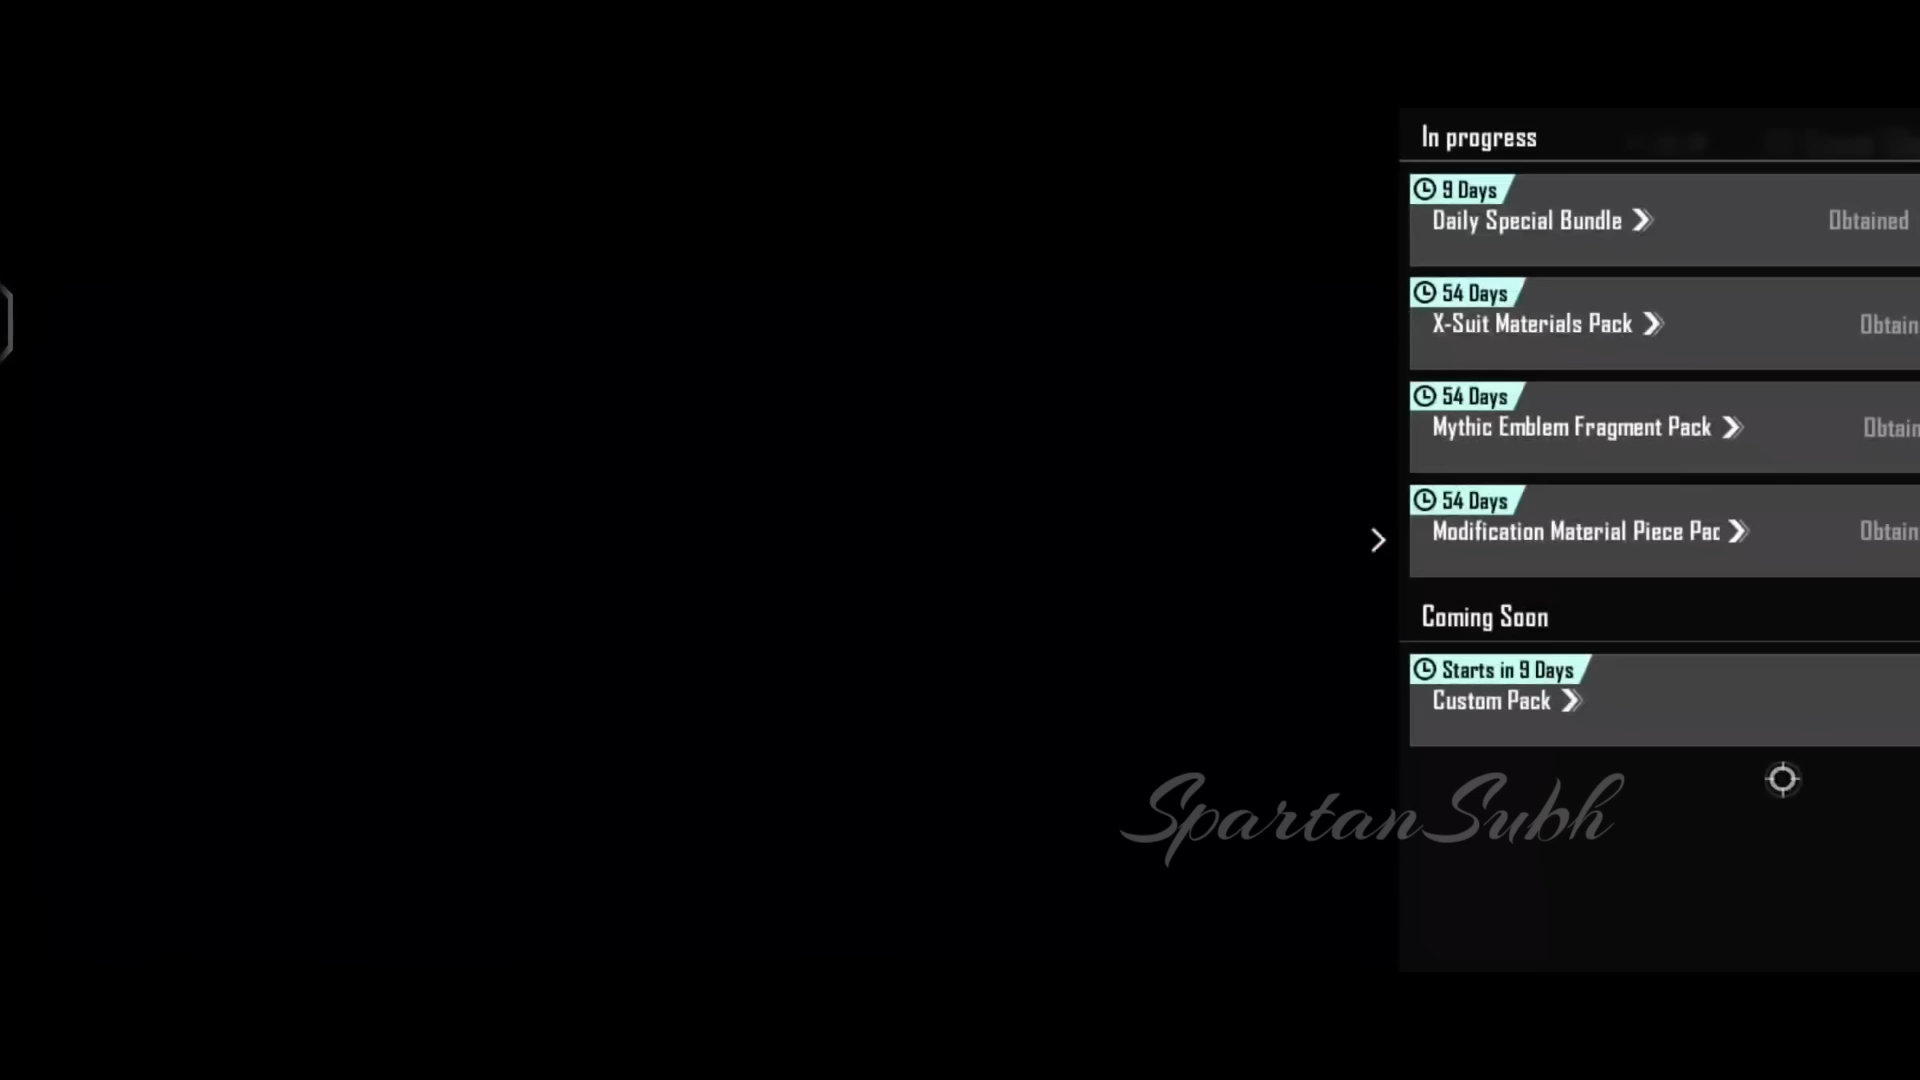 In progress
9 Days
Daily Special Bundle
Obtained
54 Days
X-Suit Materials Pack
Obtain
54 Days
Mythic Emblem Fragment Pack
Obtain
54 Days
Modification Material Piece Pac
Obtain
Coming Soon
Starts in 9 Days
Custom Pack
SpartanSubh